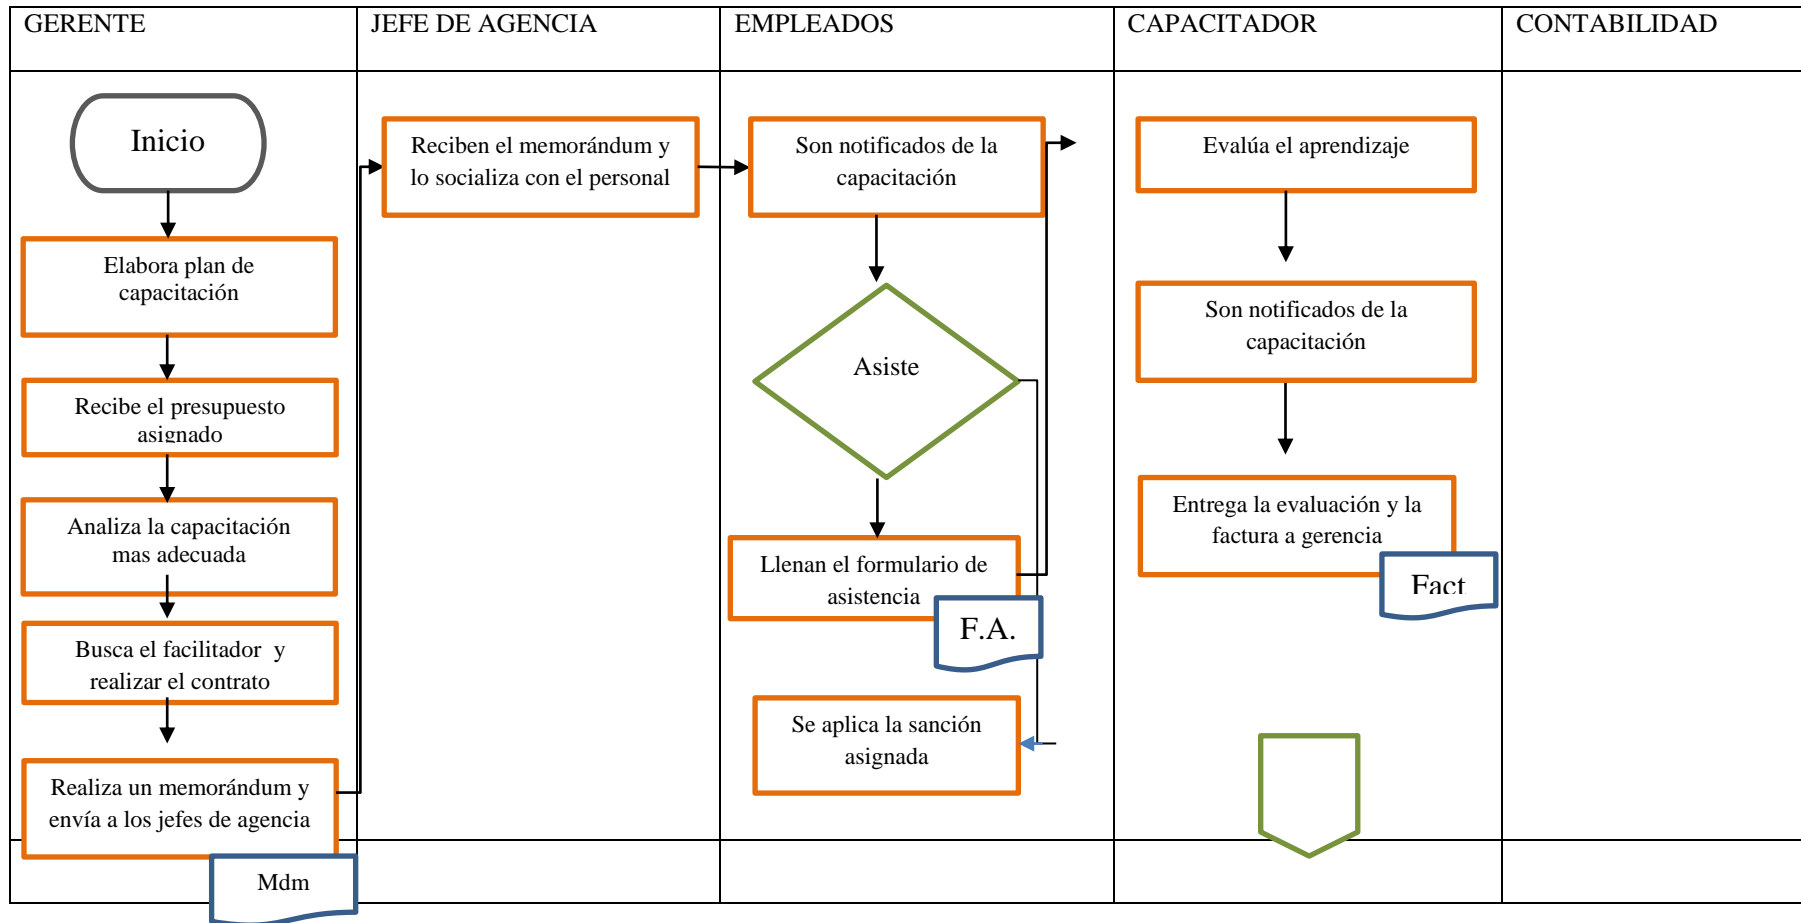 GERENTE
JEFE DE AGENCIA
EMPLEADOS
CAPACITADOR
CONTABILIDAD
Inicio
Elabora plan de
capacitación
Recibe el presupuesto
asignado
Analiza la capacitación
mas adecuada
Busca el facilitador y
realizar el contrato
Realiza un memorándum y
envía a los jefes de agencia
Mdm
Reciben el memorándum y
lo socializa con el personal
Son notificados de la
capacitación
Asiste
Llenan el formulario de
asistencia
F.A.
Se aplica la sanción
asignada
Evalúa el aprendizaje
Son notificados de la
capacitación
Entrega la evaluación y la
factura a gerencia
Fact